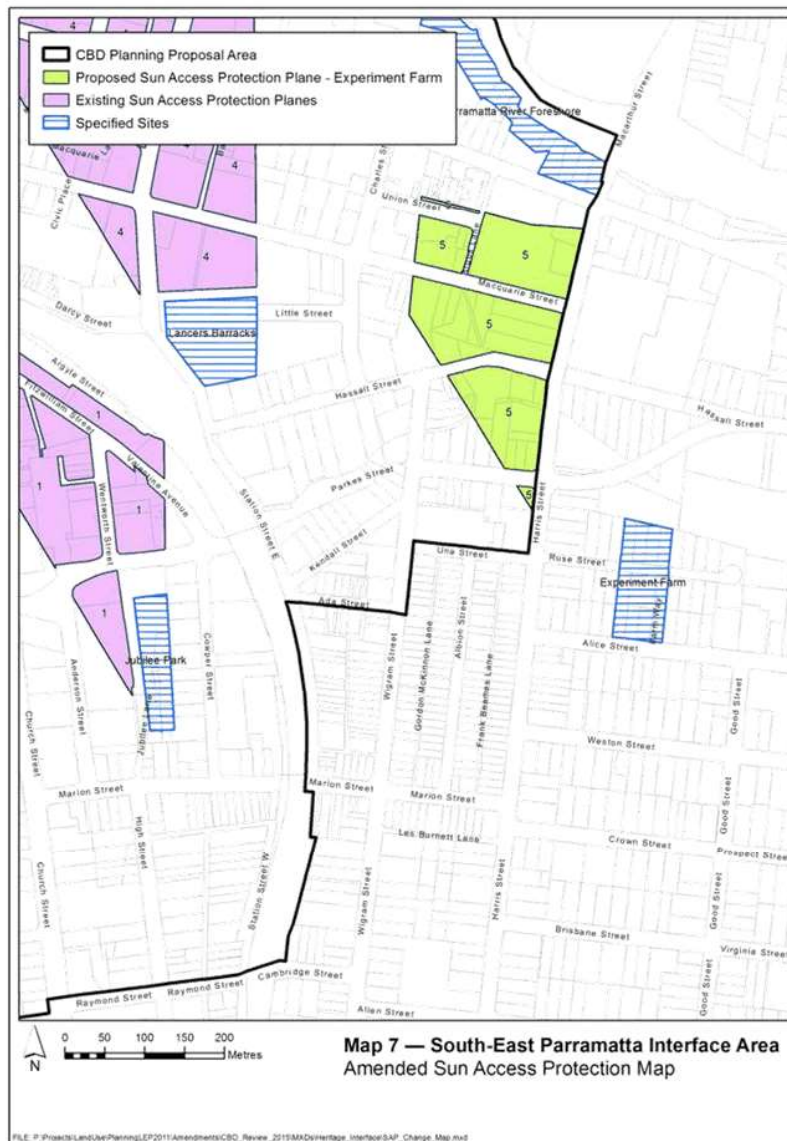 4
CBD Planning Proposal Area
Proposed Sun Access Protection Plane - Experiment Farm
Existing Sun Access Protection Planes
Specified Sites
Parramatta River Foreshore
Macarthur Street
Macquarie
Civic Place
Charles St
Union Street
4
4
5
5
Macquarie Street
Darcy Street
Lancers Barracks
Little Street
5
Argyle Street
Fitzwilliam Street
Hassall Street
5
Hassall Street
1
1
1
Valentine Avenue
Wentworth Street
Station Street E
Parkes Street
5
Harris Street
Kendall Street
Una Street
Ruse Street
Experiment Farm
1
Ada Street
Farm Way
Alice Street
Jubilee Park
Jubilee Lane
Cowper Street
Anderson Street
Church Street
Wigram Street
Gordon McKinnon Lane
Albion Street
Frank Beames Lane
Good Street
Weston Street
Marion Street
Marion Street
Marion Street
Les Burnett Lane
Crown Street
Prospect Street
Good Street
High Street
Church Street
Station Street W
Wigram Street
Harris Street
Good Street
Brisbane Street
Virginia Street
Cambridge Street
Raymond Street
Raymond Street
Allen Street
Good Street
N
0 50 100 150 200
Metres
Map 7 — South-East Parramatta Interface Area
Amended Sun Access Protection Map